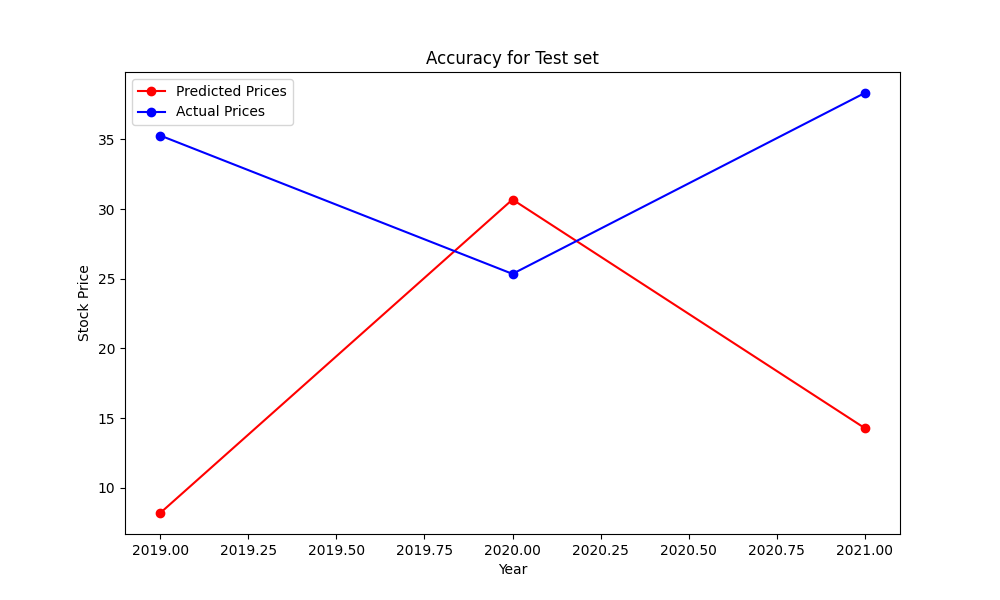 Accuracy for Test set
Predicted Prices
Actual Prices
Stock Price
35
30
25
20
15
10
2019.00 2019.25 2019.50 2019.75 2020.00 2020.25 2020.50 2020.75 2021.00
Year